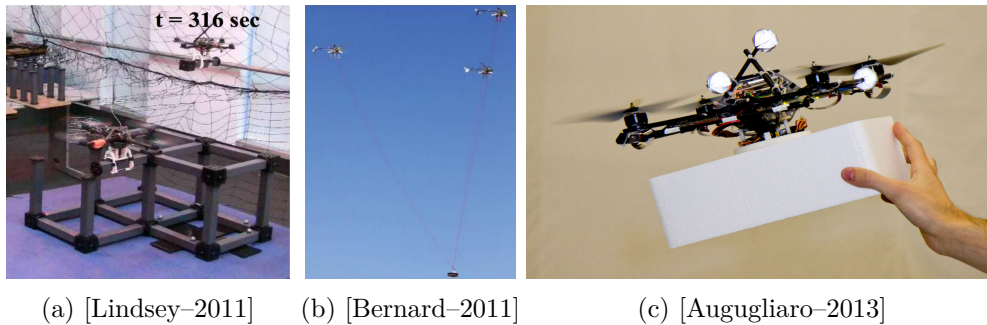 t = 316 sec
(a) [Lindsey–2011]
(b) [Bernard–2011]
(c) [Augugliaro–2013]